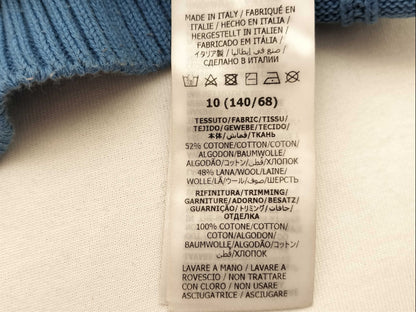 MADE IN ITALY / FABRIQUÉ EN
ITALIE / HECHO EN ITALIA
HERGESTELLT IN ITALIEN /
FABRICADO EM ITÁLIA /
イタリア製 / صنع في إيطاليا /
СДЕЛАНО В ИТАЛИИ
10 (140/68)
TESSUTO/FABRIC/TISSU/
TEJIDO/GEWEBE/TECIDO/
本体/قماش/ТКАНЬ
52% COTONE/COTTON/COTON/
ALGODON/BAUMWOLLE/
ALGODÃO/コットン/قطن/ХЛОПОК
48% LANA/WOOL/LAINE/
WOLLE/LÃ/ウール/صوف/ШЕРСТЬ
RIFINITURA/TRIMMING/
GARNITURE/ADORNO/BESATZ/
GUARNIÇÃO/トリミング/حافات/
ОТДЕЛКА
100% COTONE/COTTON/
COTON/ALGODON/
BAUMWOLLE/ALGODÃO/コットン/
قطن/ХЛОПОК
LAVARE A MANO / LAVARE A
ROVESCIO / NON TRATTARE
CON CLORO / NON USARE
ASCIUGATRICE / ASCIUGARE